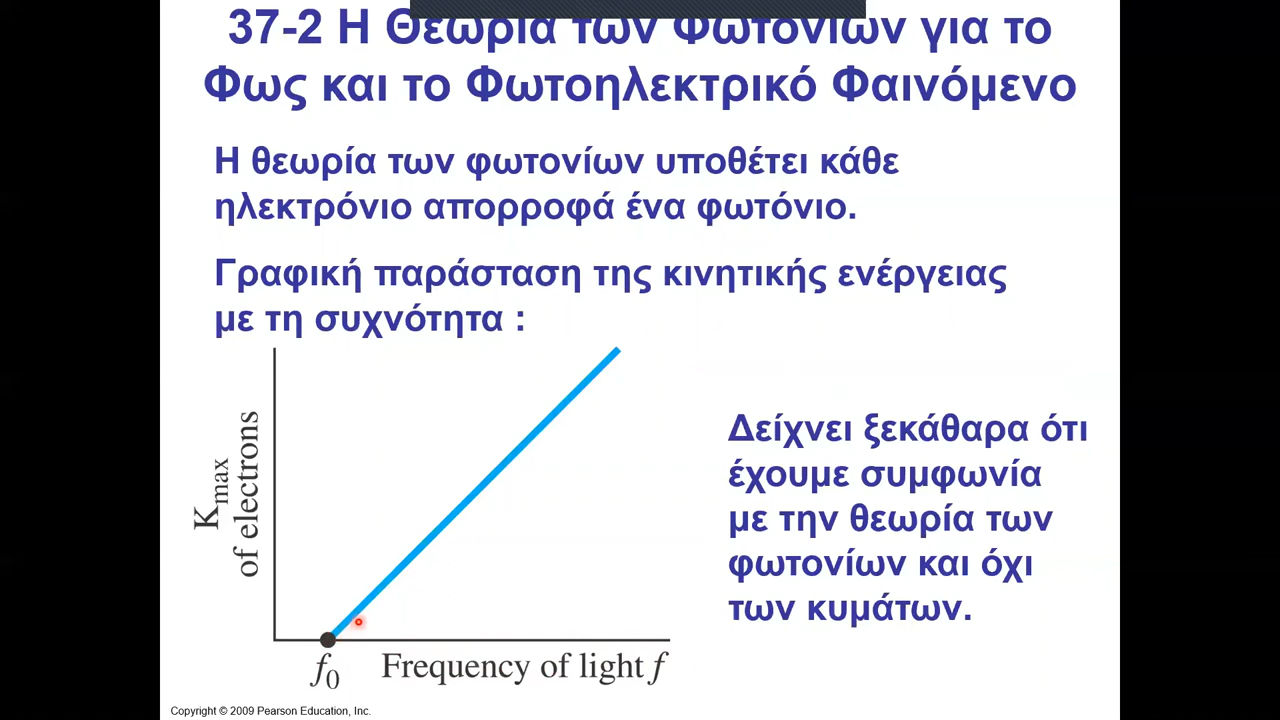 37-2 Η Θεωρία των Φωτονίων για το
Φως και το Φωτοηλεκτρικό Φαινόμενο
Η θεωρία των φωτονίων υποθέτει κάθε
ηλεκτρόνιο απορροφά ένα φωτόνιο.
Γραφική παράσταση της κινητικής ενέργειας
με τη συχνότητα :
K_max
of electrons
f_0
Frequency of light f
Δείχνει ξεκάθαρα ότι
έχουμε συμφωνία
με την θεωρία των
φωτονίων και όχι
των κυμάτων.
Copyright © 2009 Pearson Education, Inc.